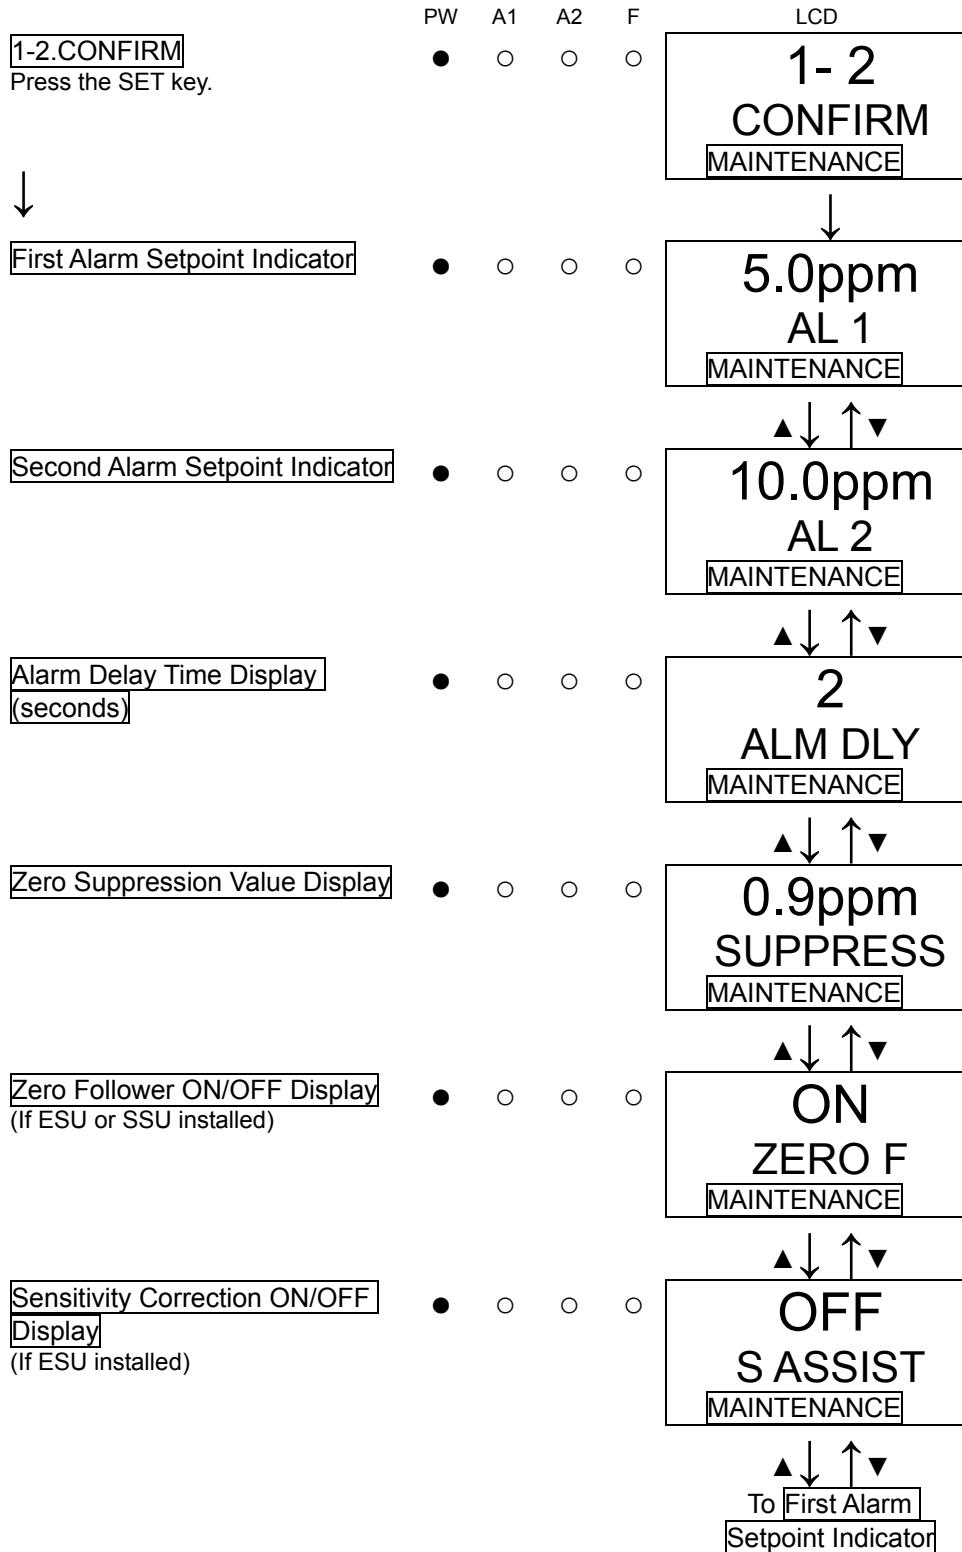 PW A1 A2 F LCD
1-2.CONFIRM ● ○ ○ ○ 1- 2
Press the SET key.
CONFIRM
MAINTENANCE
↓ ↓
First Alarm Setpoint Indicator ● ○ ○ ○ 5.0ppm
AL 1
MAINTENANCE
▲↓ ↑▼
Second Alarm Setpoint Indicator ● ○ ○ ○ 10.0ppm
AL 2
MAINTENANCE
▲↓ ↑▼
Alarm Delay Time Display ● ○ ○ ○ 2
(seconds)
ALM DLY
MAINTENANCE
▲↓ ↑▼
Zero Suppression Value Display ● ○ ○ ○ 0.9ppm
SUPPRESS
MAINTENANCE
▲↓ ↑▼
Zero Follower ON/OFF Display ● ○ ○ ○ ON
(If ESU or SSU installed)
ZERO F
MAINTENANCE
▲↓ ↑▼
Sensitivity Correction ON/OFF ● ○ ○ ○ OFF
Display
(If ESU installed)
S ASSIST
MAINTENANCE
▲↓ ↑▼
To First Alarm
Setpoint Indicator